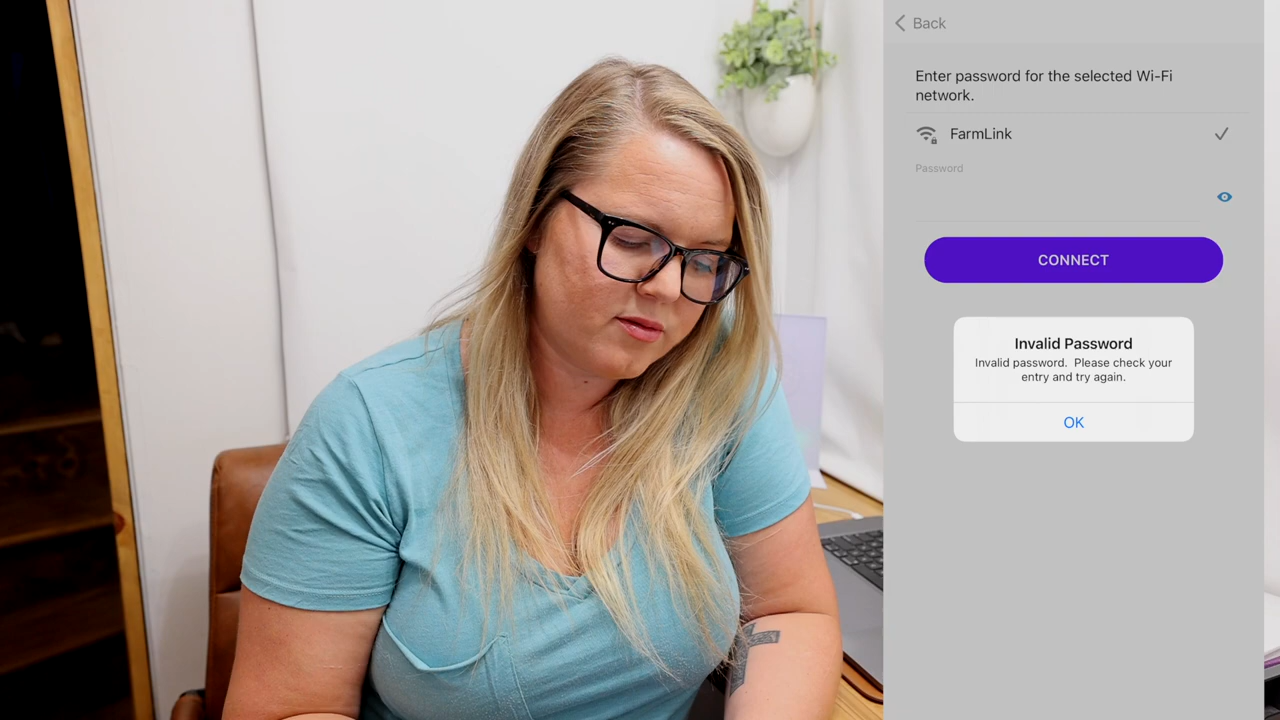 Back
Enter password for the selected Wi-Fi
network.
FarmLink
Password
CONNECT
Invalid Password
Invalid password.  Please check your
entry and try again.
OK